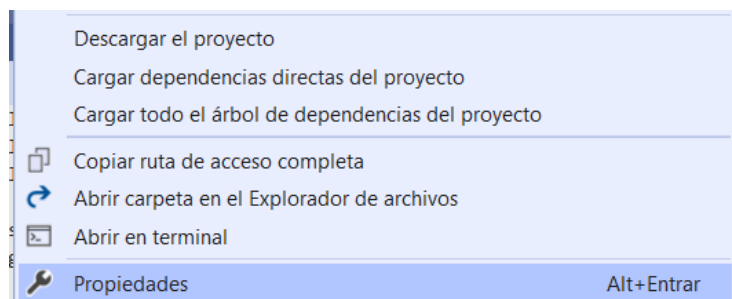 Descargar el proyecto
Cargar dependencias directas del proyecto
Cargar todo el árbol de dependencias del proyecto
Copiar ruta de acceso completa
Abrir carpeta en el Explorador de archivos
Abrir en terminal
Propiedades Alt+Entrar